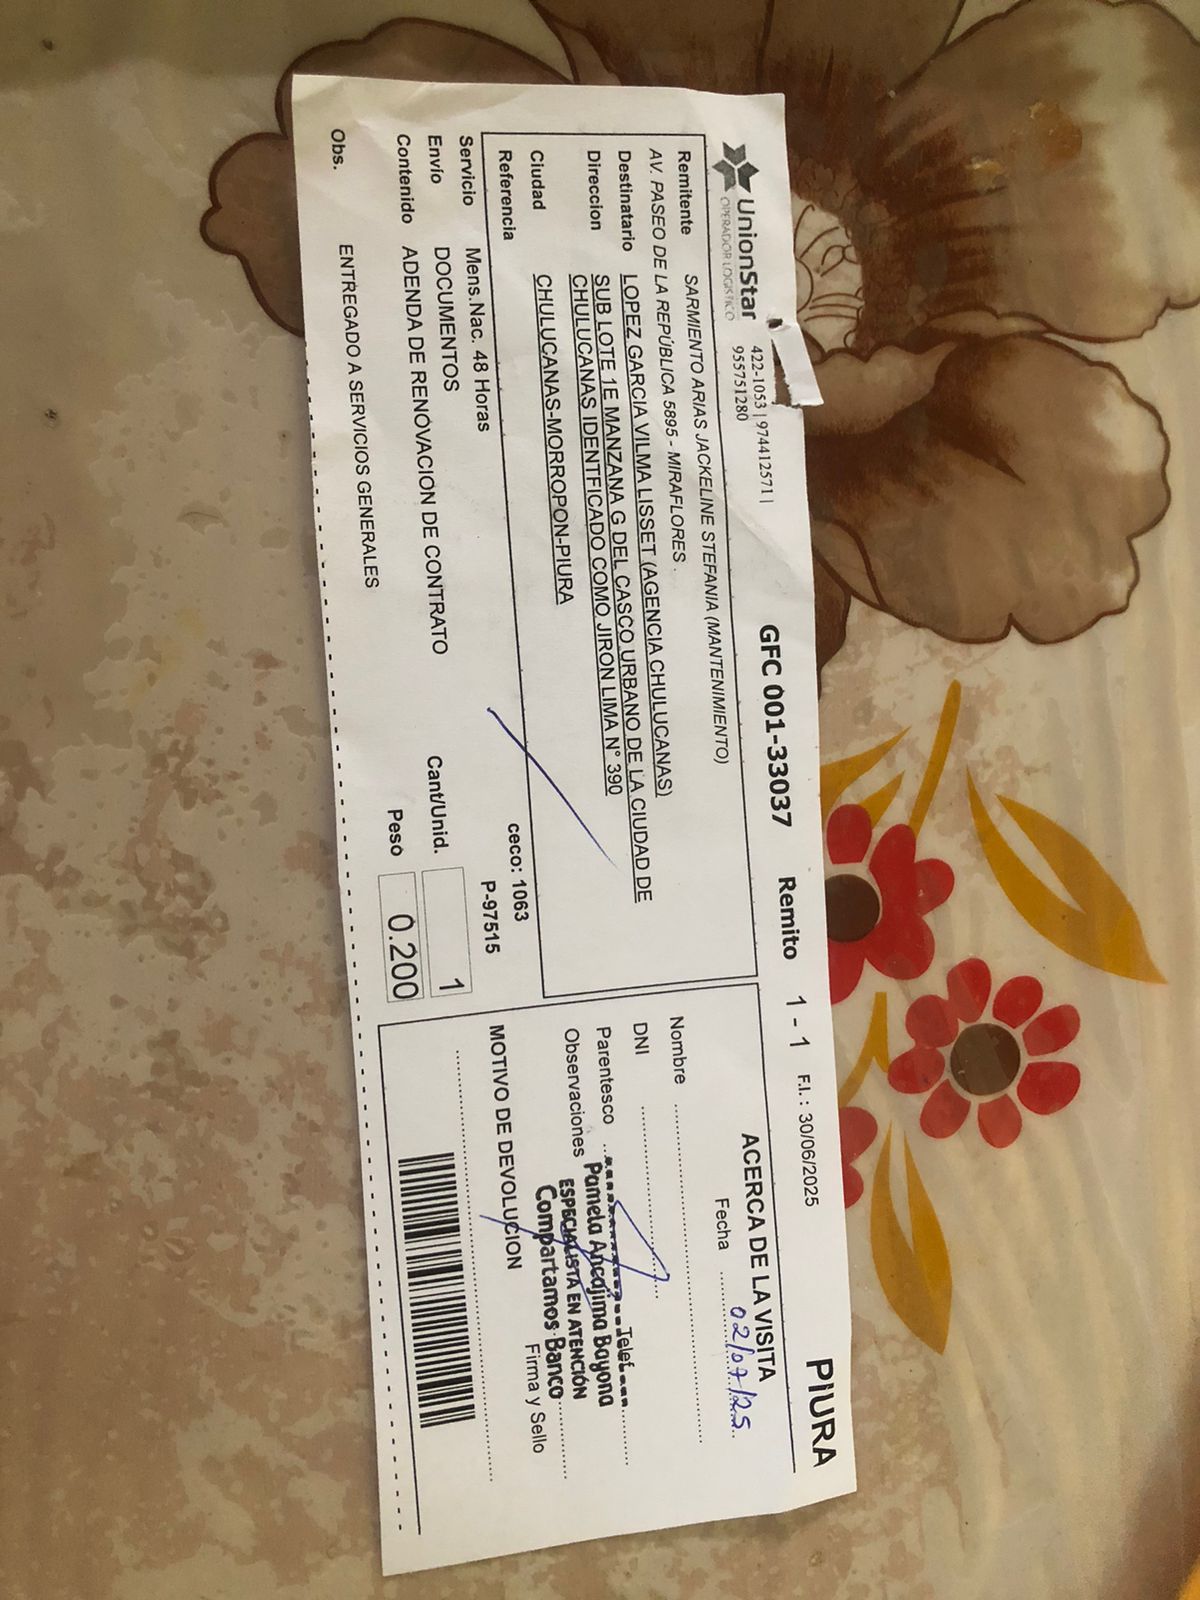 UnionStar
OPERADOR LOGISTICO
422-1053 | 974412571 |
955751280
GFC 001-33037 Remito 1 - 1 F.I. : 30/06/2025 PIURA
Remitente SARMIENTO ARIAS JACKELINE STEFANIA (MANTENIMIENTO)
AV. PASEO DE LA REPÚBLICA 5895 - MIRAFLORES
Destinatario LOPEZ GARCIA VILMA LISSET (AGENCIA CHULUCANAS)
Direccion SUB LOTE 1E MANZANA G DEL CASCO URBANO DE LA CIUDAD DE
CHULUCANAS IDENTFICADO COMO JIRON LIMA N° 390
Ciudad CHULUCANAS-MORROPON-PIURA
Referencia
ceco: 1063
P-97515
Servicio Mens.Nac. 48 Horas
Envío DOCUMENTOS
Contenido ADENDA DE RENOVACION DE CONTRATO
Cant/Unid. 1
Peso 0.200
Obs. ENTREGADO A SERVICIOS GENERALES
ACERCA DE LA VISITA
Fecha 02/07/25
Nombre
DNI
Parentesco Telef.
Observaciones
Pamela Ancajima Bayona
ESPECIALISTA EN ATENCIÓN
Compartamos Banco
Firma y Sello
MOTIVO DE DEVOLUCION